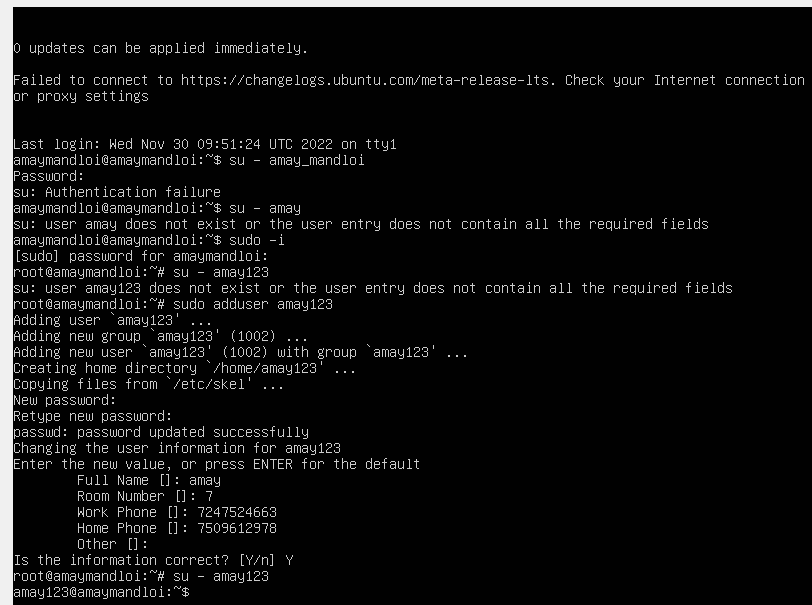 0 updates can be applied immediately.
Failed to connect to https://changelogs.ubuntu.com/meta-release-lts. Check your Internet connection
or proxy settings
Last login: Wed Nov 30 09:51:24 UTC 2022 on tty1
amaymandloi@amaymandloi:~$ su - amay_mandloi
Password:
su: Authentication failure
amaymandloi@amaymandloi:~$ su - amay
su: user amay does not exist or the user entry does not contain all the required fields
amaymandloi@amaymandloi:~$ sudo -i
[sudo] password for amaymandloi:
root@amaymandloi:~# su - amay123
su: user amay123 does not exist or the user entry does not contain all the required fields
root@amaymandloi:~# sudo adduser amay123
Adding user `amay123' ...
Adding new group `amay123' (1002) ...
Adding new user `amay123' (1002) with group `amay123' ...
Creating home directory `/home/amay123' ...
Copying files from `/etc/skel' ...
New password:
Retype new password:
passwd: password updated successfully
Changing the user information for amay123
Enter the new value, or press ENTER for the default
Full Name []: amay
Room Number []: 7
Work Phone []: 7247524663
Home Phone []: 7509612978
Other []:
Is the information correct? [Y/n] Y
root@amaymandloi:~# su - amay123
amay123@amaymandloi:~$